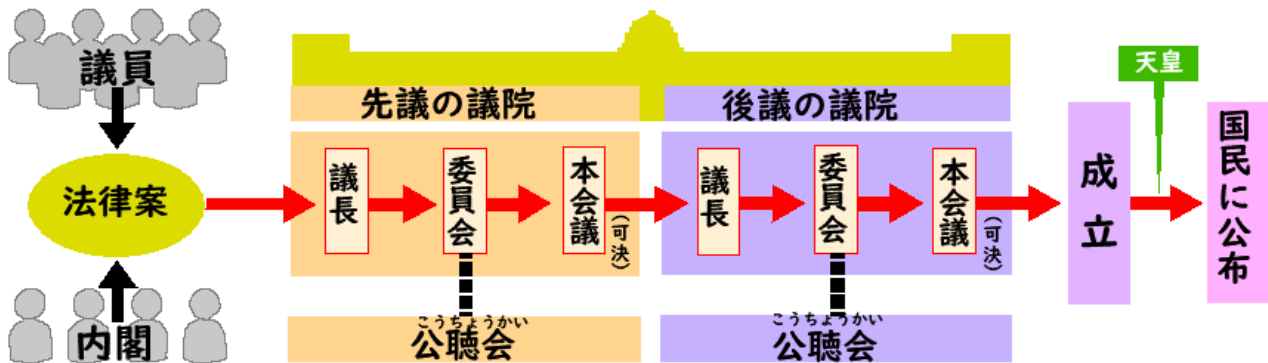 議員
法律案
内閣
先議の議院
議長
委員会
本会議
(可決)
こうちょうかい
公聴会
後議の議院
議長
委員会
本会議
(可決)
こうちょうかい
公聴会
成立
天皇
国民に公布